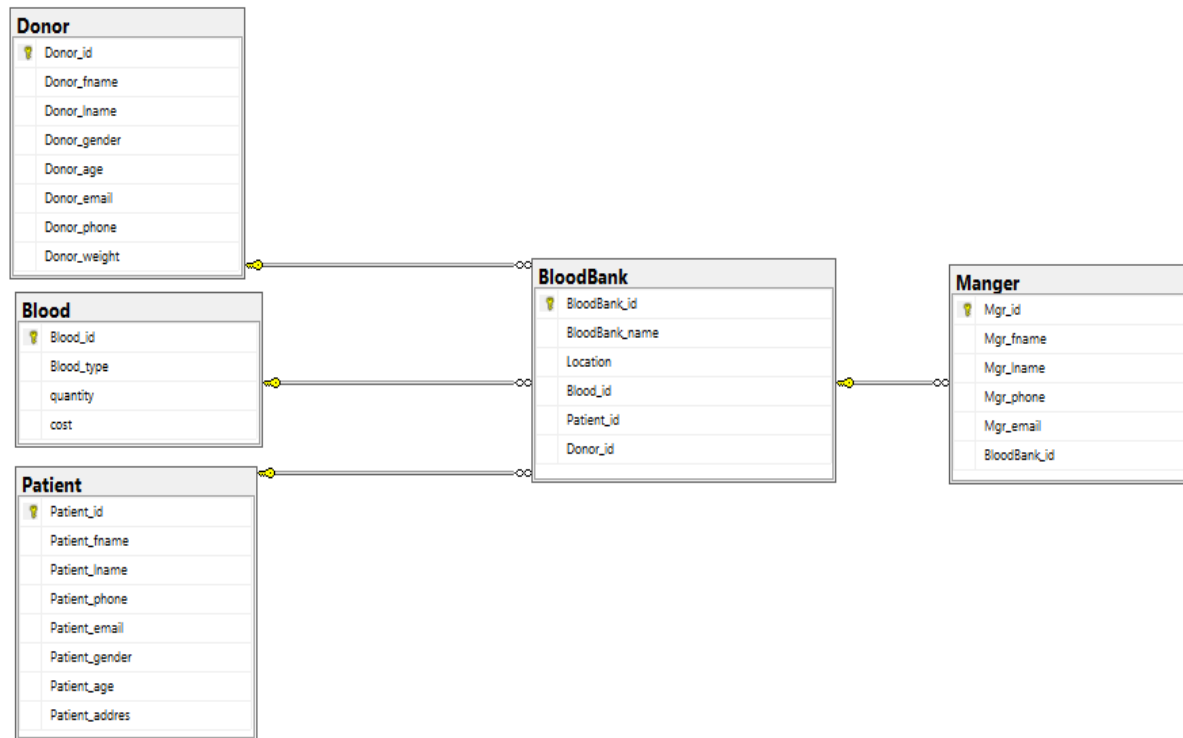 Donor
Donor_id
Donor_fname
Donor_lname
Donor_gender
Donor_age
Donor_email
Donor_phone
Donor_weight
Blood
Blood_id
Blood_type
quantity
cost
Patient
Patient_id
Patient_fname
Patient_lname
Patient_phone
Patient_email
Patient_gender
Patient_age
Patient_addres
BloodBank
BloodBank_id
BloodBank_name
Location
Blood_id
Patient_id
Donor_id
Manger
Mgr_id
Mgr_fname
Mgr_lname
Mgr_phone
Mgr_email
BloodBank_id